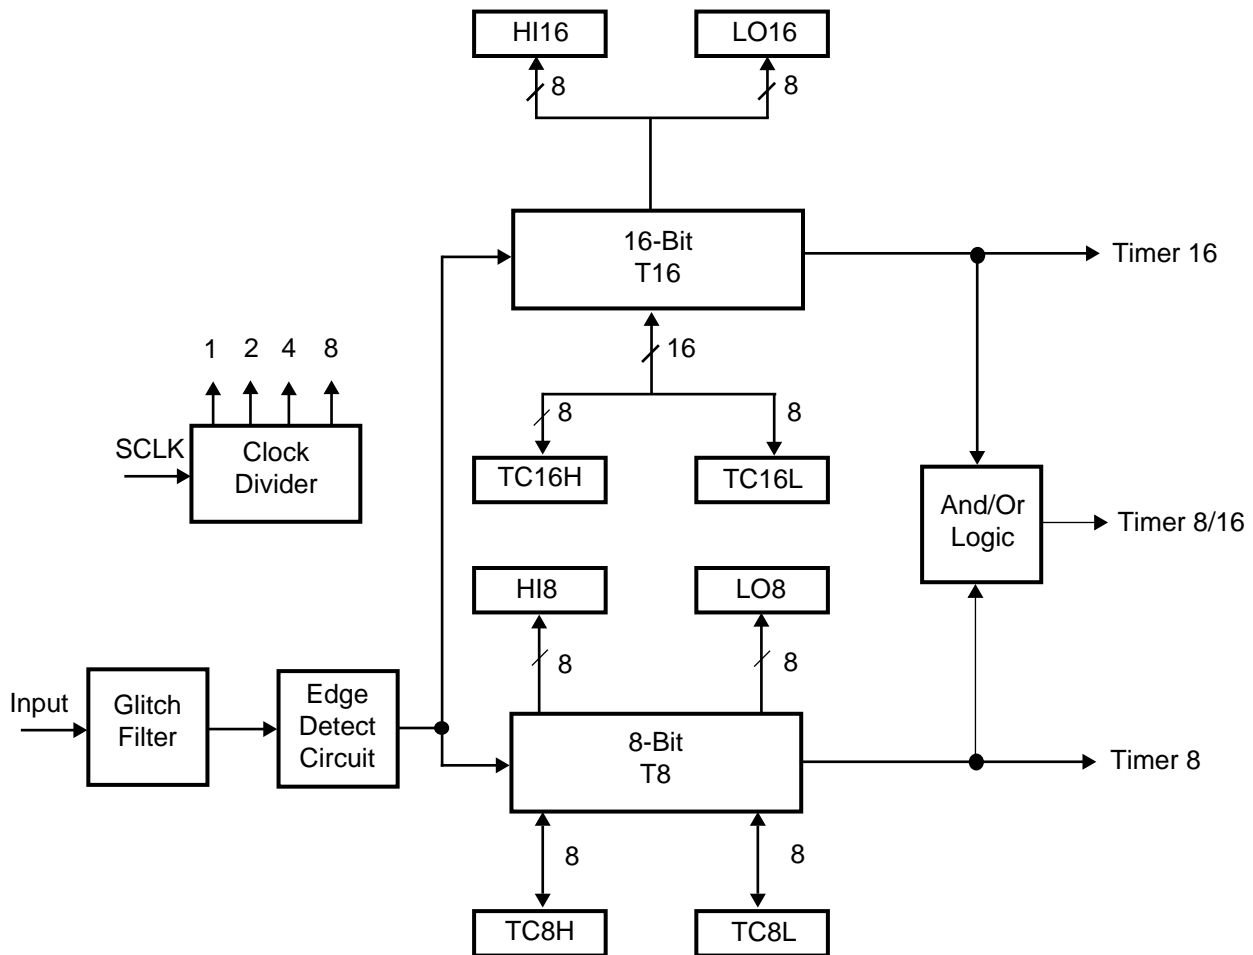 HI16
LO16
8
8
16-Bit
T16
Timer 16
1 2 4 8
16
SCLK
Clock
Divider
8
8
TC16H
TC16L
And/Or
Logic
Timer 8/16
HI8
LO8
8
8
Input
Glitch
Filter
Edge
Detect
Circuit
8-Bit
T8
Timer 8
8
8
TC8H
TC8L